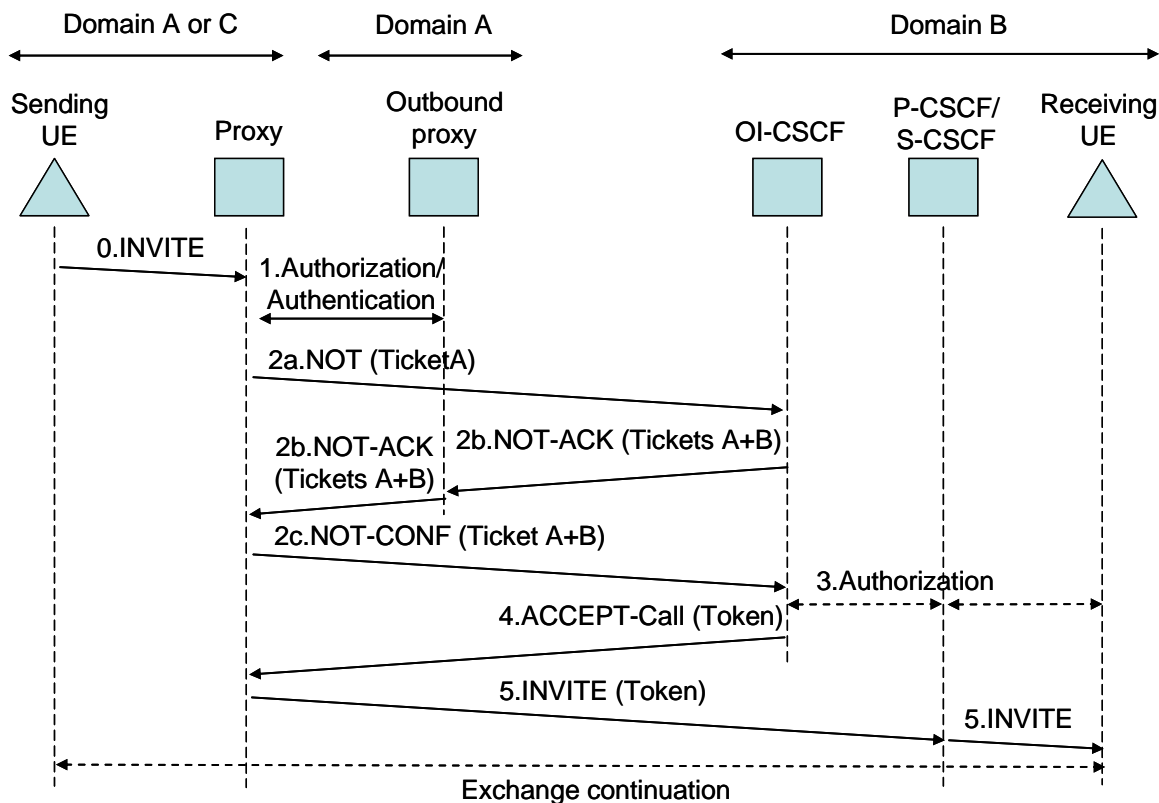 Domain A or C
Domain A
Domain B
Sending
UE
Proxy
Outbound
proxy
OI-CSCF
P-CSCF/
S-CSCF
Receiving
UE
0.INVITE
1.Authorization/
Authentication
2a.NOT (TicketA)
2b.NOT-ACK (Tickets A+B)
2b.NOT-ACK
(Tickets A+B)
2c.NOT-CONF (Ticket A+B)
3.Authorization
4.ACCEPT-Call (Token)
5.INVITE (Token)
5.INVITE
Exchange continuation